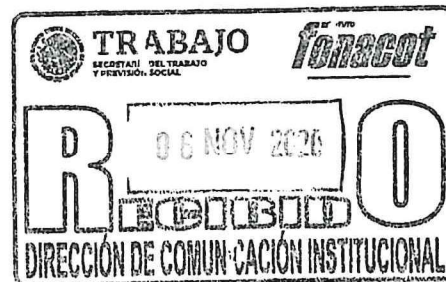 TRABAJO
SECRETARÍA DEL TRABAJO
Y PREVISIÓN SOCIAL
fonacot
R O
06 NOV 2020
RECIBIDO
DIRECCIÓN DE COMUNICACIÓN INSTITUCIONAL